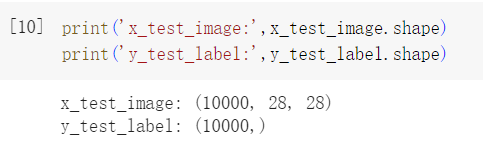 [10] print('x_test_image:',x_test_image.shape)
print('y_test_label:',y_test_label.shape)
x_test_image: (10000, 28, 28)
y_test_label: (10000,)